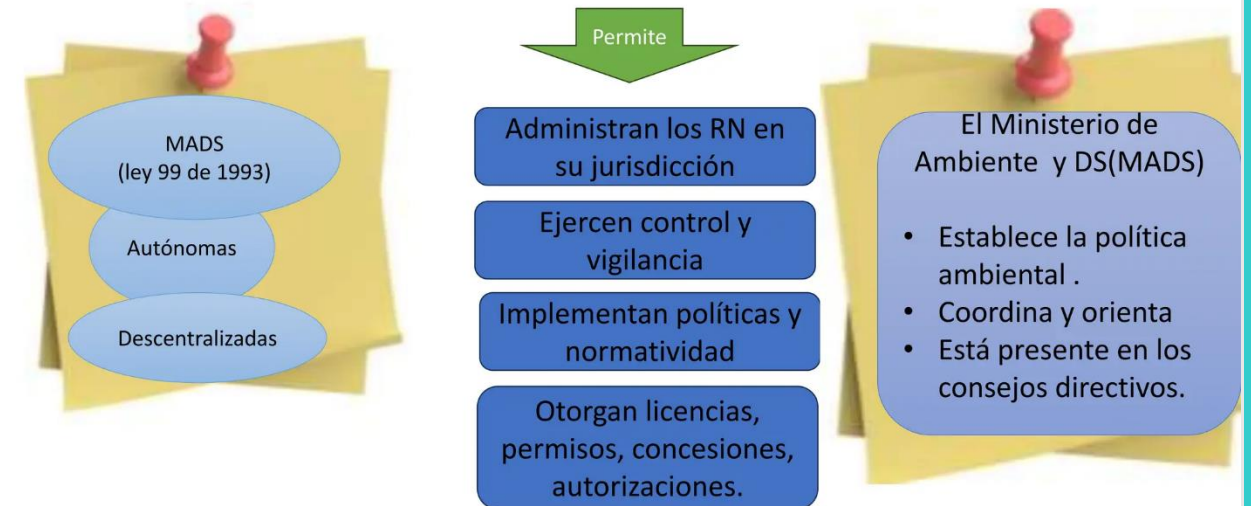 MADS
(ley 99 de 1993)
Autónomas
Descentralizadas
Permite
Administran los RN en
su jurisdicción
Ejercen control y
vigilancia
Implementan políticas y
normatividad
Otorgan licencias,
permisos, concesiones,
autorizaciones.
El Ministerio de
Ambiente y DS(MADS)
• Establece la política
ambiental .
• Coordina y orienta
• Está presente en los
consejos directivos.